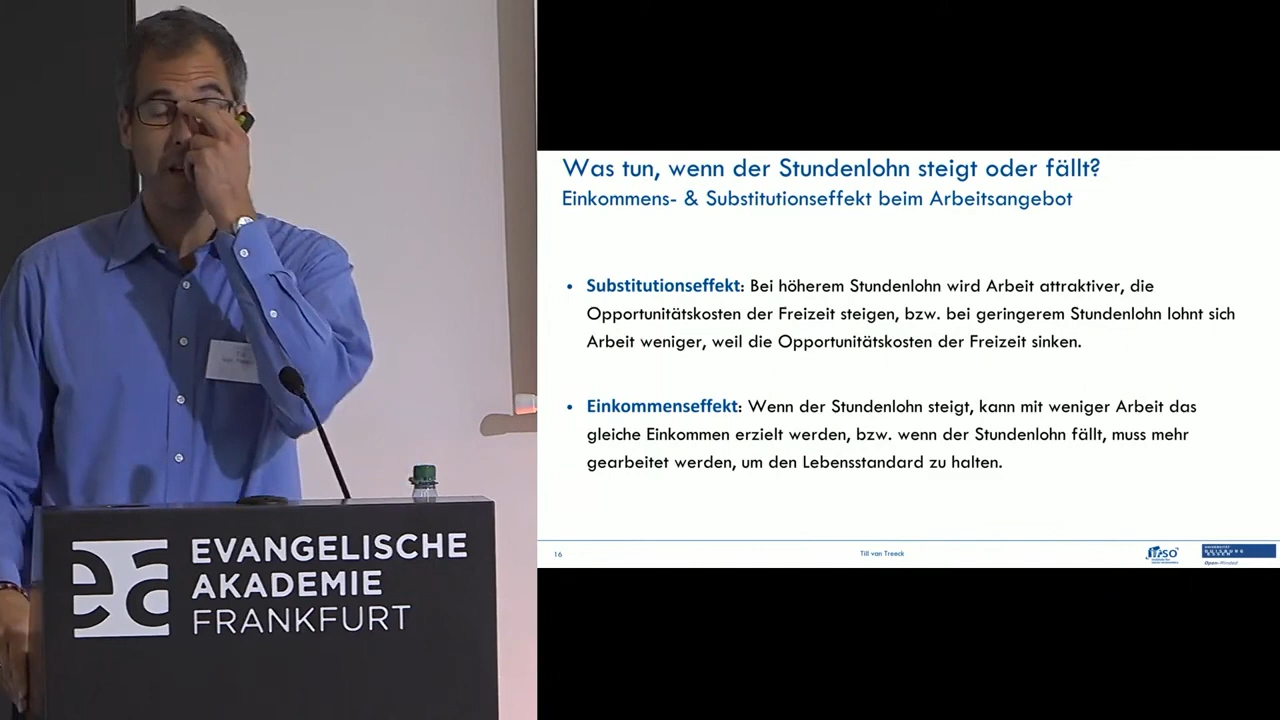 Was tun, wenn der Stundenlohn steigt oder fällt?
Einkommens- & Substitutionseffekt beim Arbeitsangebot
• Substitutionseffekt: Bei höherem Stundenlohn wird Arbeit attraktiver, die
Opportunitätskosten der Freizeit steigen, bzw. bei geringerem Stundenlohn lohnt sich
Arbeit weniger, weil die Opportunitätskosten der Freizeit sinken.
• Einkommenseffekt: Wenn der Stundenlohn steigt, kann mit weniger Arbeit das
gleiche Einkommen erzielt werden, bzw. wenn der Stundenlohn fällt, muss mehr
gearbeitet werden, um den Lebensstandard zu halten.
16
Till van Treeck
Open-Minded
ea
EVANGELISCHE
AKADEMIE
FRANKFURT